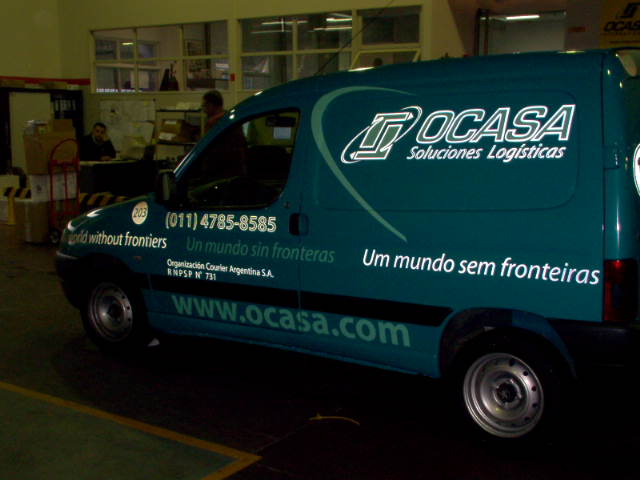 OCASA
Soluciones Logísticas
203
(011) 4785-8585
world without frontiers
Un mundo sin fronteras
Um mundo sem fronteiras
Organización Courier Argentina S.A.
R N P S P N° 731
www.ocasa.com
OCASA